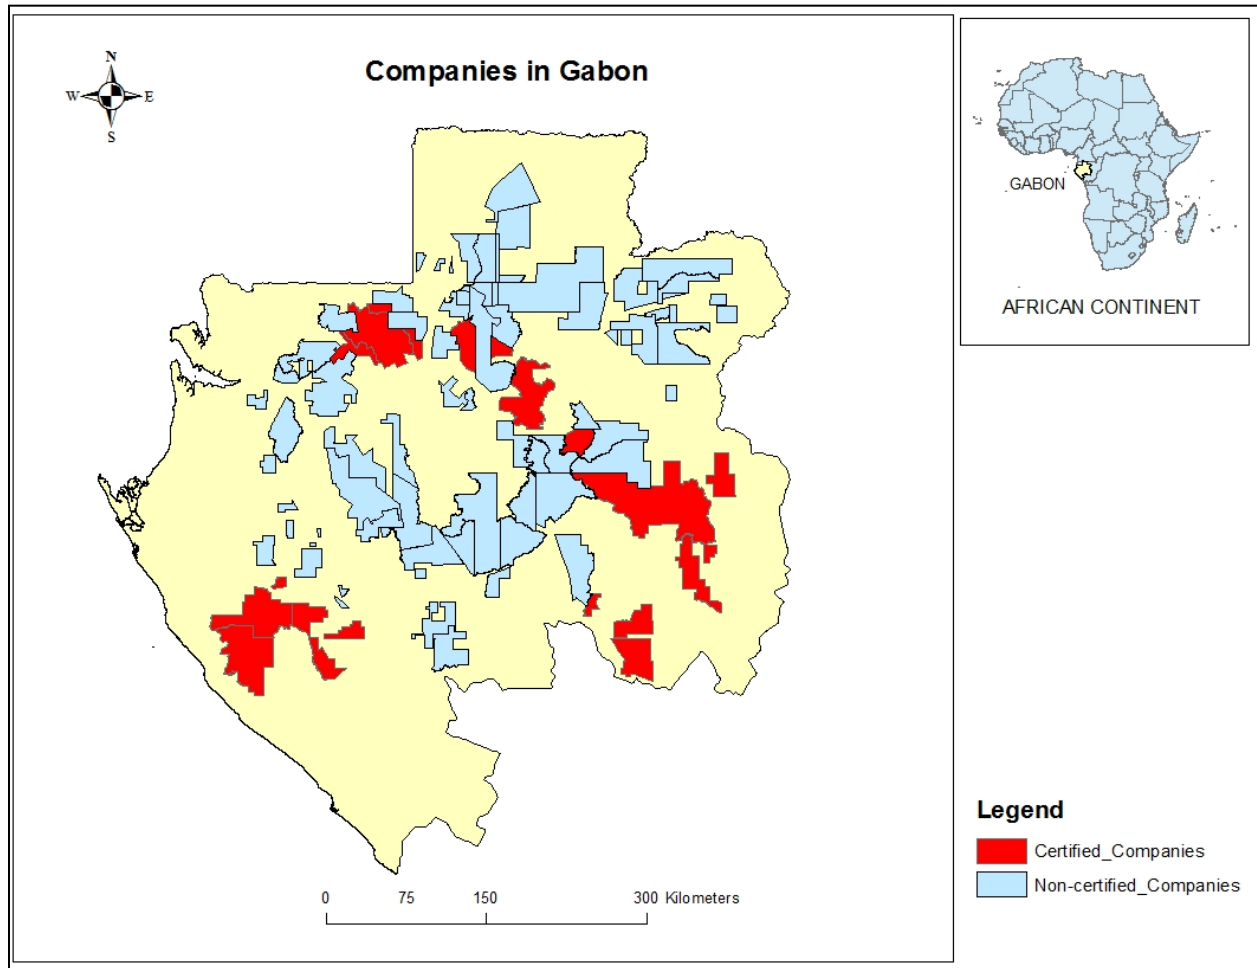 Companies in Gabon
N
W E
S
GABON
AFRICAN CONTINENT
Legend
Certified_Companies
Non-certified_Companies
0 75 150 300 Kilometers